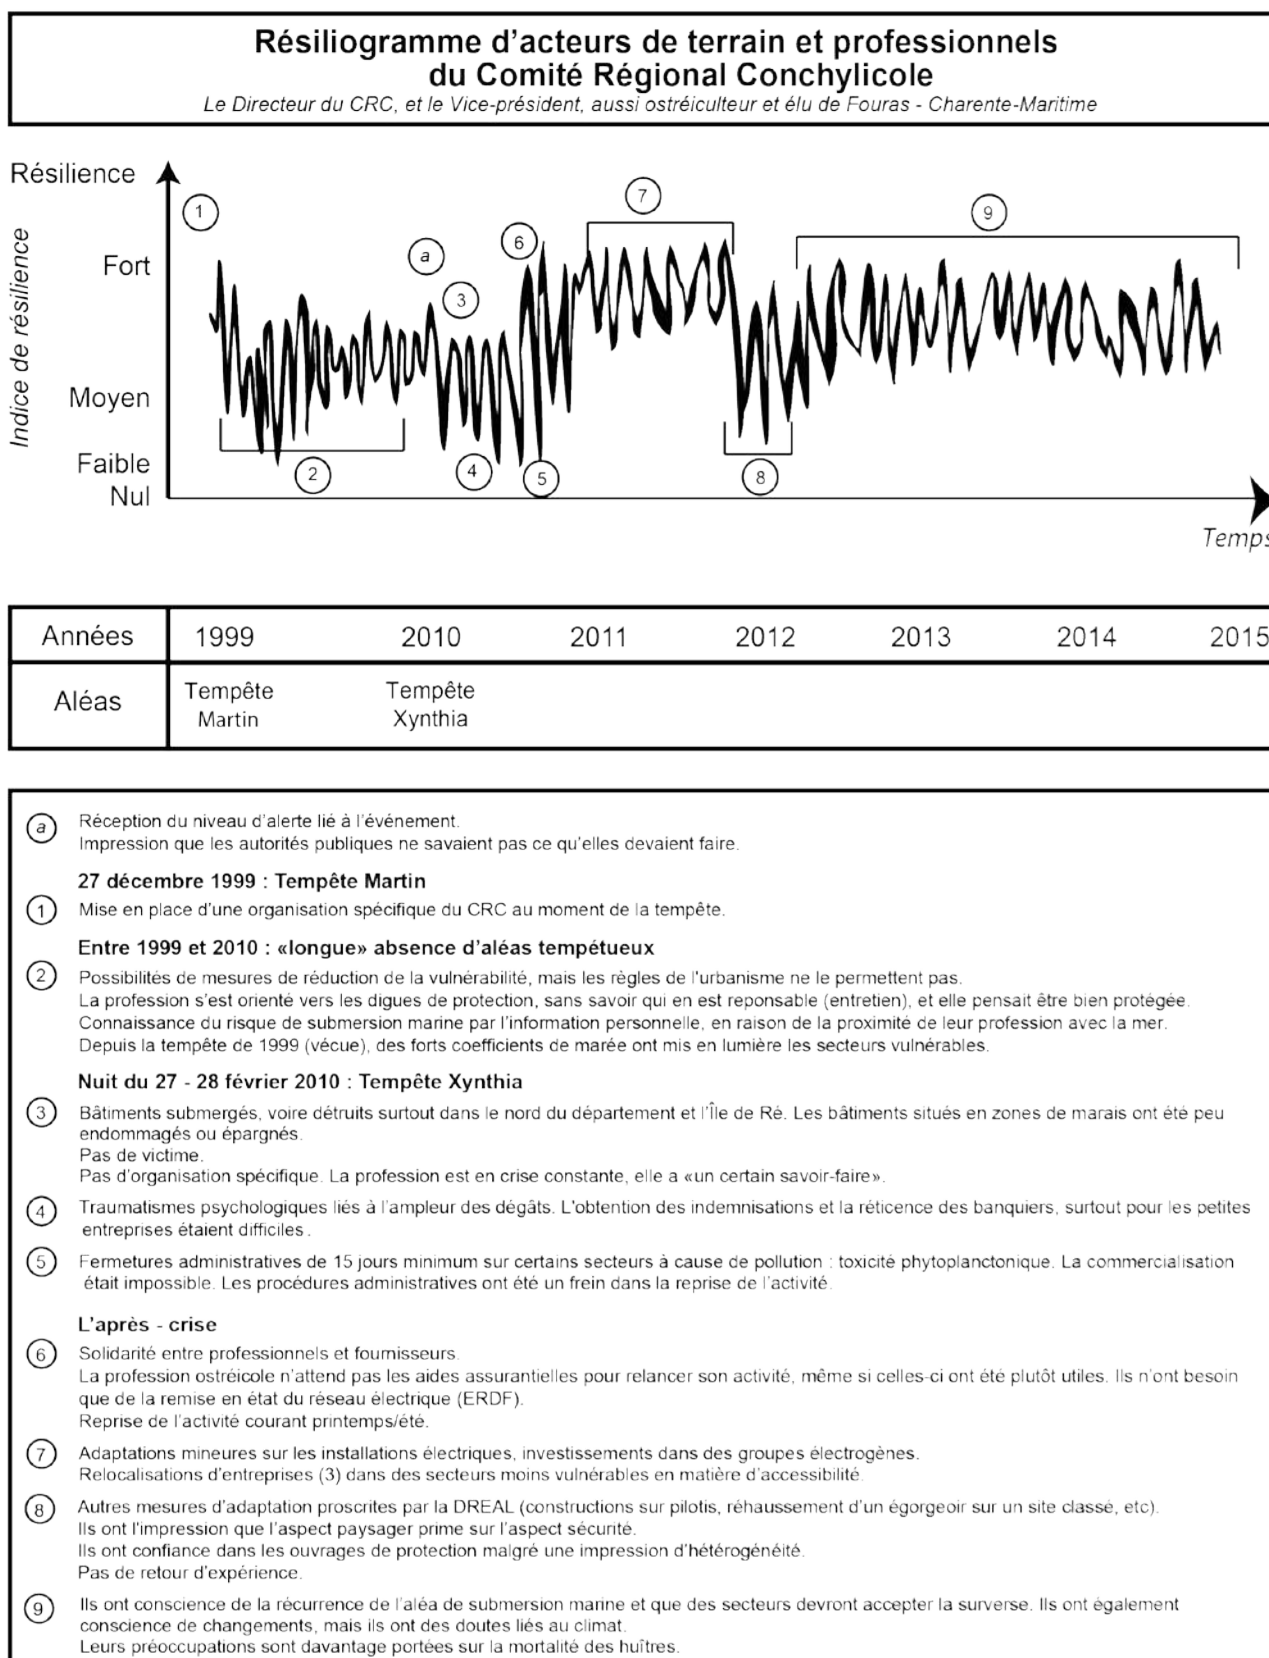 Résiliogramme d'acteurs de terrain et professionnels
du Comité Régional Conchylicole
Le Directeur du CRC, et le Vice-président, aussi ostréiculteur et élu de Fouras - Charente-Maritime
Résilience
Indice de résilience
Fort
Moyen
Faible
Nul
1
2
a
3
4
5
6
7
8
9
Temps
Années 1999 2010 2011 2012 2013 2014 2015
Aléas
Tempête
Martin
Tempête
Xynthia
a Réception du niveau d'alerte lié à l'événement.
Impression que les autorités publiques ne savaient pas ce qu'elles devaient faire.
27 décembre 1999 : Tempête Martin
1 Mise en place d'une organisation spécifique du CRC au moment de la tempête.
Entre 1999 et 2010 : «longue» absence d'aléas tempétueux
2 Possibilités de mesures de réduction de la vulnérabilité, mais les règles de l'urbanisme ne le permettent pas.
La profession s'est orienté vers les digues de protection, sans savoir qui en est reponsable (entretien), et elle pensait être bien protégée.
Connaissance du risque de submersion marine par l'information personnelle, en raison de la proximité de leur profession avec la mer.
Depuis la tempête de 1999 (vécue), des forts coefficients de marée ont mis en lumière les secteurs vulnérables.
Nuit du 27 - 28 février 2010 : Tempête Xynthia
3 Bâtiments submergés, voire détruits surtout dans le nord du département et l'Île de Ré. Les bâtiments situés en zones de marais ont été peu
endommagés ou épargnés.
Pas de victime.
Pas d'organisation spécifique. La profession est en crise constante, elle a «un certain savoir-faire».
4 Traumatismes psychologiques liés à l'ampleur des dégâts. L'obtention des indemnisations et la réticence des banquiers, surtout pour les petites
entreprises étaient difficiles.
5 Fermetures administratives de 15 jours minimum sur certains secteurs à cause de pollution : toxicité phytoplanctonique. La commercialisation
était impossible. Les procédures administratives ont été un frein dans la reprise de l'activité.
L'après - crise
6 Solidarité entre professionnels et fournisseurs.
La profession ostréicole n'attend pas les aides assurantielles pour relancer son activité, même si celles-ci ont été plutôt utiles. Ils n'ont besoin
que de la remise en état du réseau électrique (ERDF).
Reprise de l'activité courant printemps/été.
7 Adaptations mineures sur les installations électriques, investissements dans des groupes électrogènes.
Relocalisations d'entreprises (3) dans des secteurs moins vulnérables en matière d'accessibilité.
8 Autres mesures d'adaptation proscrites par la DREAL (constructions sur pilotis, réhaussement d'un égorgeoir sur un site classé, etc).
Ils ont l'impression que l'aspect paysager prime sur l'aspect sécurité.
Ils ont confiance dans les ouvrages de protection malgré une impression d'hétérogénéité.
Pas de retour d'expérience.
9 Ils ont conscience de la récurrence de l'aléa de submersion marine et que des secteurs devront accepter la surverse. Ils ont également
conscience de changements, mais ils ont des doutes liés au climat.
Leurs préoccupations sont davantage portées sur la mortalité des huîtres.